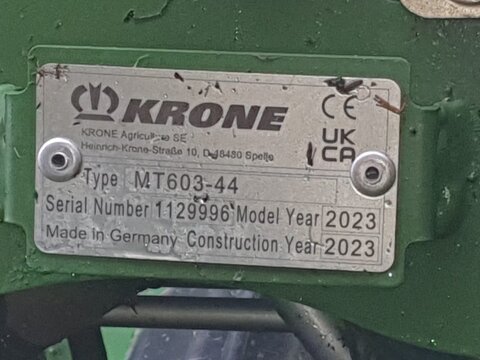 KRONE
CE
KRONE Agriculture SE
Heinrich-Krone-Straße 10, D-48480 Spelle
UK
CA
Type MT603-44
Serial Number 1129996 Model Year 2023
Made in Germany Construction Year 2023